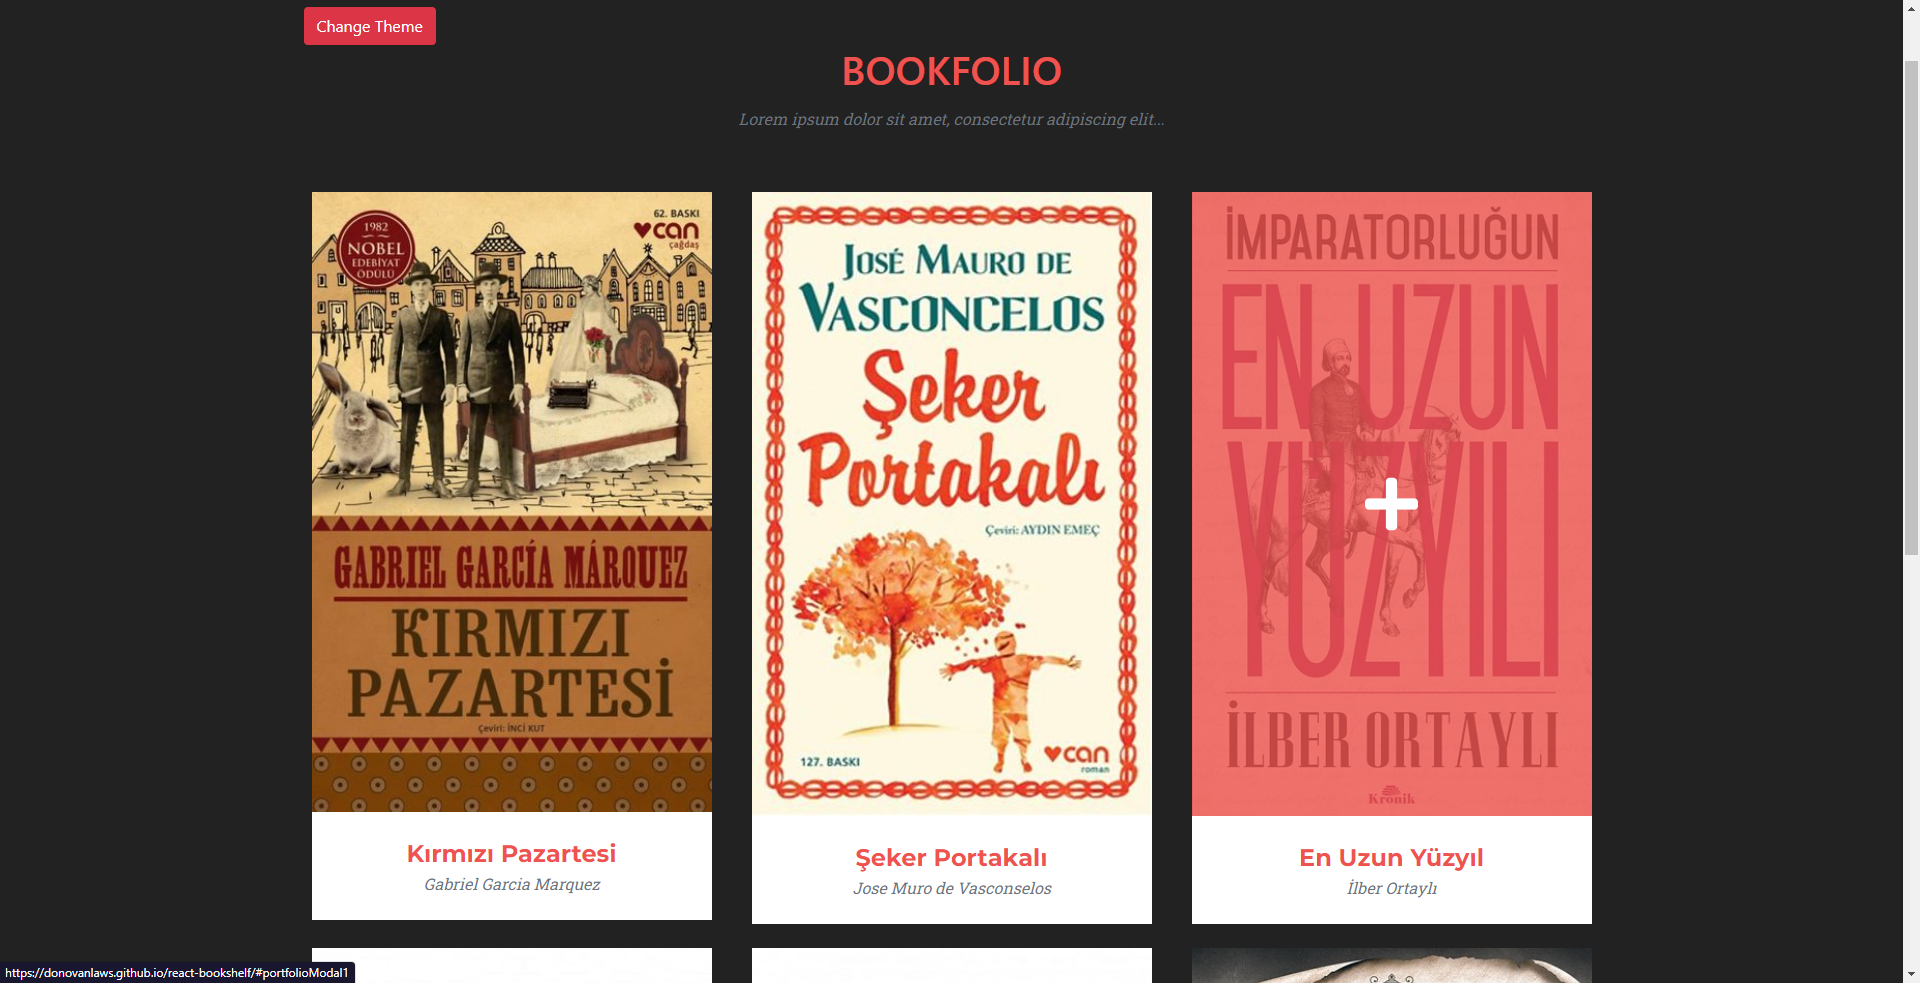 Change Theme
BOOKFOLIO
Lorem ipsum dolor sit amet, consectetur adipiscing elit...
1982
NOBEL
EDEBİYAT
ÖDÜLÜ
62. BASKI
can
çağdaş
GABRIEL GARCÍA MÁRQUEZ
KIRMIZI
PAZARTESİ
Çeviri: İNCİ KUT
Kırmızı Pazartesi
Gabriel Garcia Marquez
JOSÉ MAURO DE
VASCONCELOS
Şeker
Portakalı
Çeviri: AYDIN EMEÇ
127. BASKI
can
roman
Şeker Portakalı
Jose Muro de Vasconselos
İMPARATORLUĞUN
EN UZUN
YÜZYILI
İLBER ORTAYLI
Kronik
En Uzun Yüzyıl
İlber Ortaylı
https://donovanlaws.github.io/react-bookshelf/#portfolioModal1